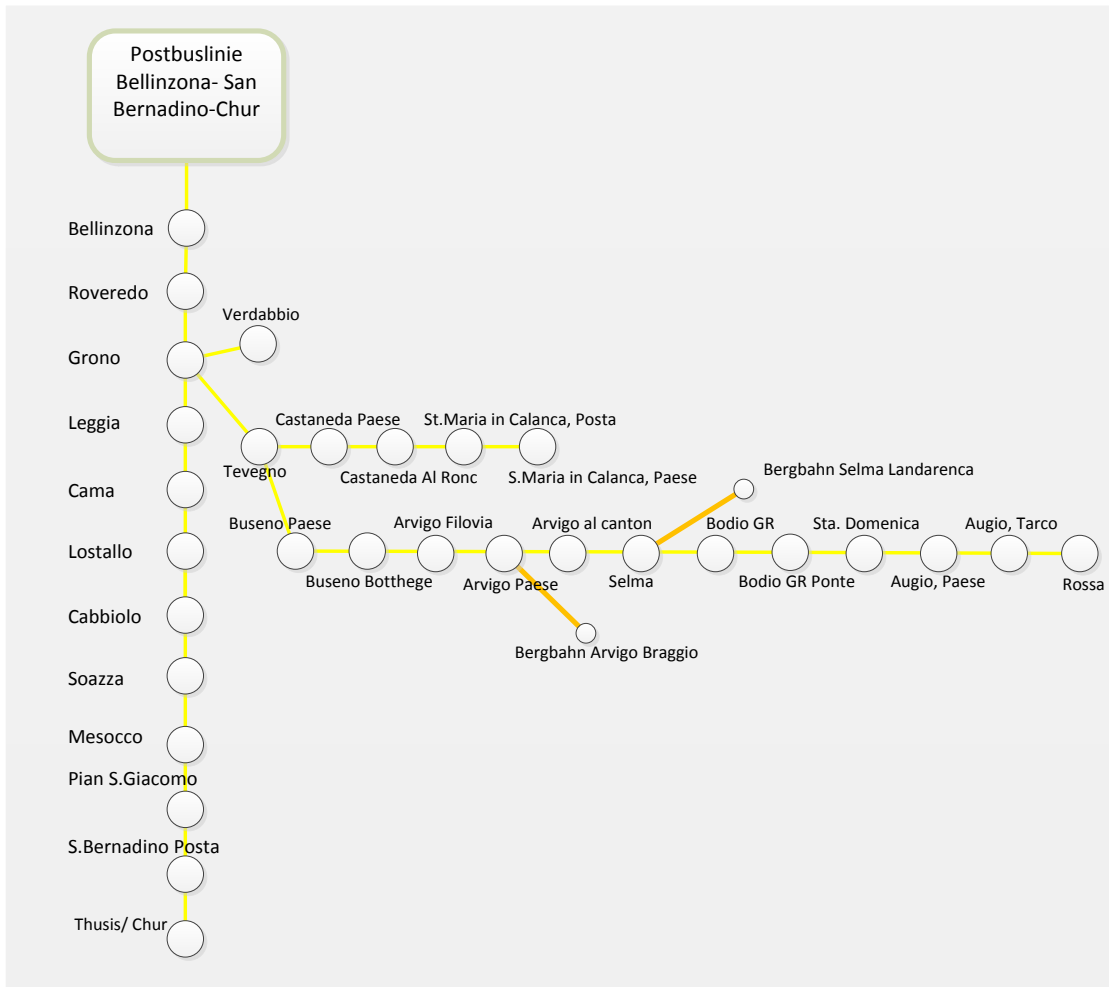 Postbuslinie
Bellinzona- San
Bernadino-Chur
Bellinzona
Roveredo
Verdabbio
Grono
Leggia
Castaneda Paese
St.Maria in Calanca, Posta
Tevegno
Castaneda Al Ronc
S.Maria in Calanca, Paese
Bergbahn Selma Landarenca
Cama
Buseno Paese
Arvigo Filovia
Arvigo al canton
Bodio GR
Sta. Domenica
Augio, Tarco
Lostallo
Buseno Botthege
Arvigo Paese
Selma
Bodio GR Ponte
Augio, Paese
Rossa
Cabbiolo
Bergbahn Arvigo Braggio
Soazza
Mesocco
Pian S.Giacomo
S.Bernadino Posta
Thusis/ Chur